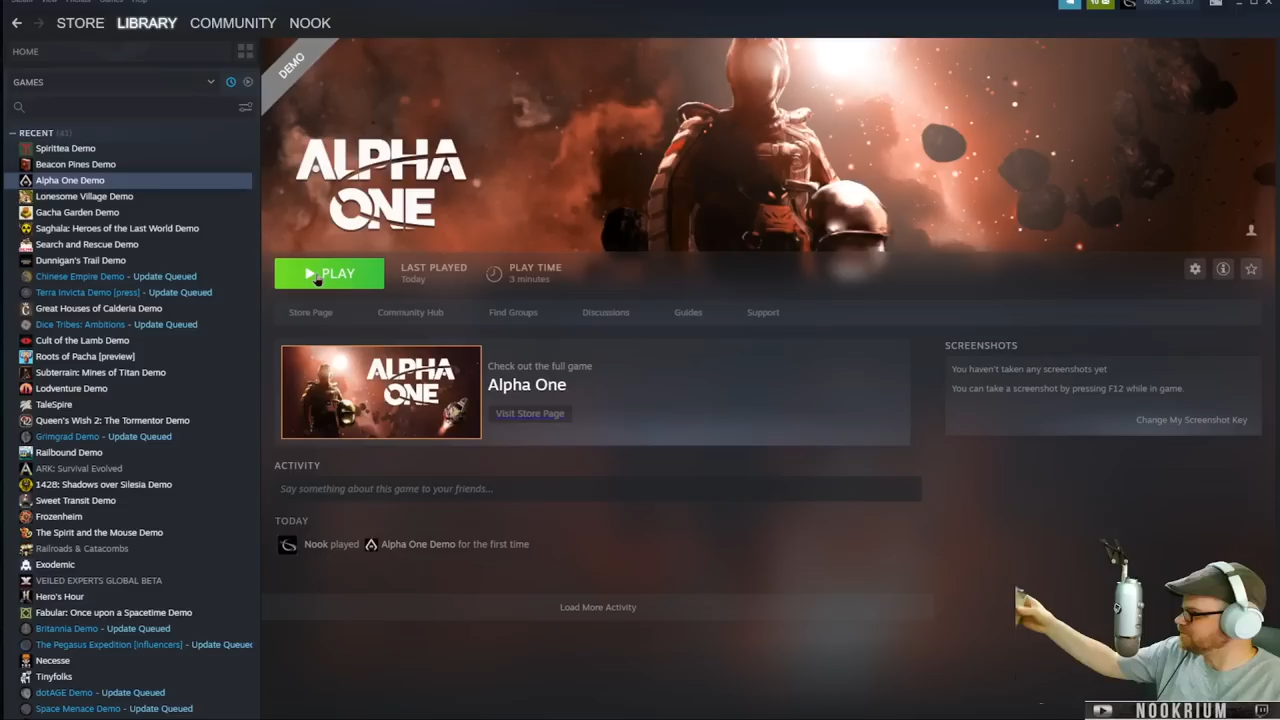 STORE LIBRARY COMMUNITY NOOK
HOME
GAMES
RECENT (41)
Spirittea Demo
Beacon Pines Demo
Alpha One Demo
Lonesome Village Demo
Gacha Garden Demo
Saghala: Heroes of the Last World Demo
Search and Rescue Demo
Dunnigan's Trail Demo
Chinese Empire Demo - Update Queued
Terra Invicta Demo [press] - Update Queued
Great Houses of Calderia Demo
Dice Tribes: Ambitions - Update Queued
Cult of the Lamb Demo
Roots of Pacha [preview]
Subterrain: Mines of Titan Demo
Lodventure Demo
TaleSpire
Queen's Wish 2: The Tormentor Demo
Grimgrad Demo - Update Queued
Railbound Demo
ARK: Survival Evolved
1428: Shadows over Silesia Demo
Sweet Transit Demo
Frozenheim
The Spirit and the Mouse Demo
Railroads & Catacombs
Exodemic
VEILED EXPERTS GLOBAL BETA
Hero's Hour
Fabular: Once upon a Spacetime Demo
Britannia Demo - Update Queued
The Pegasus Expedition [influencers] - Update Queued
Necesse
Tinyfolks
dotAGE Demo - Update Queued
Space Menace Demo - Update Queued
DEMO
ALPHA
ONE
PLAY
LAST PLAYED
Today
PLAY TIME
3 minutes
Store Page Community Hub Find Groups Discussions Guides Support
ALPHA
ONE
Check out the full game
Alpha One
Visit Store Page
SCREENSHOTS
You haven't taken any screenshots yet
You can take a screenshot by pressing F12 while in game.
Change My Screenshot Key
ACTIVITY
Say something about this game to your friends...
TODAY
Nook played Alpha One Demo for the first time
Load More Activity
NOOKRIUM